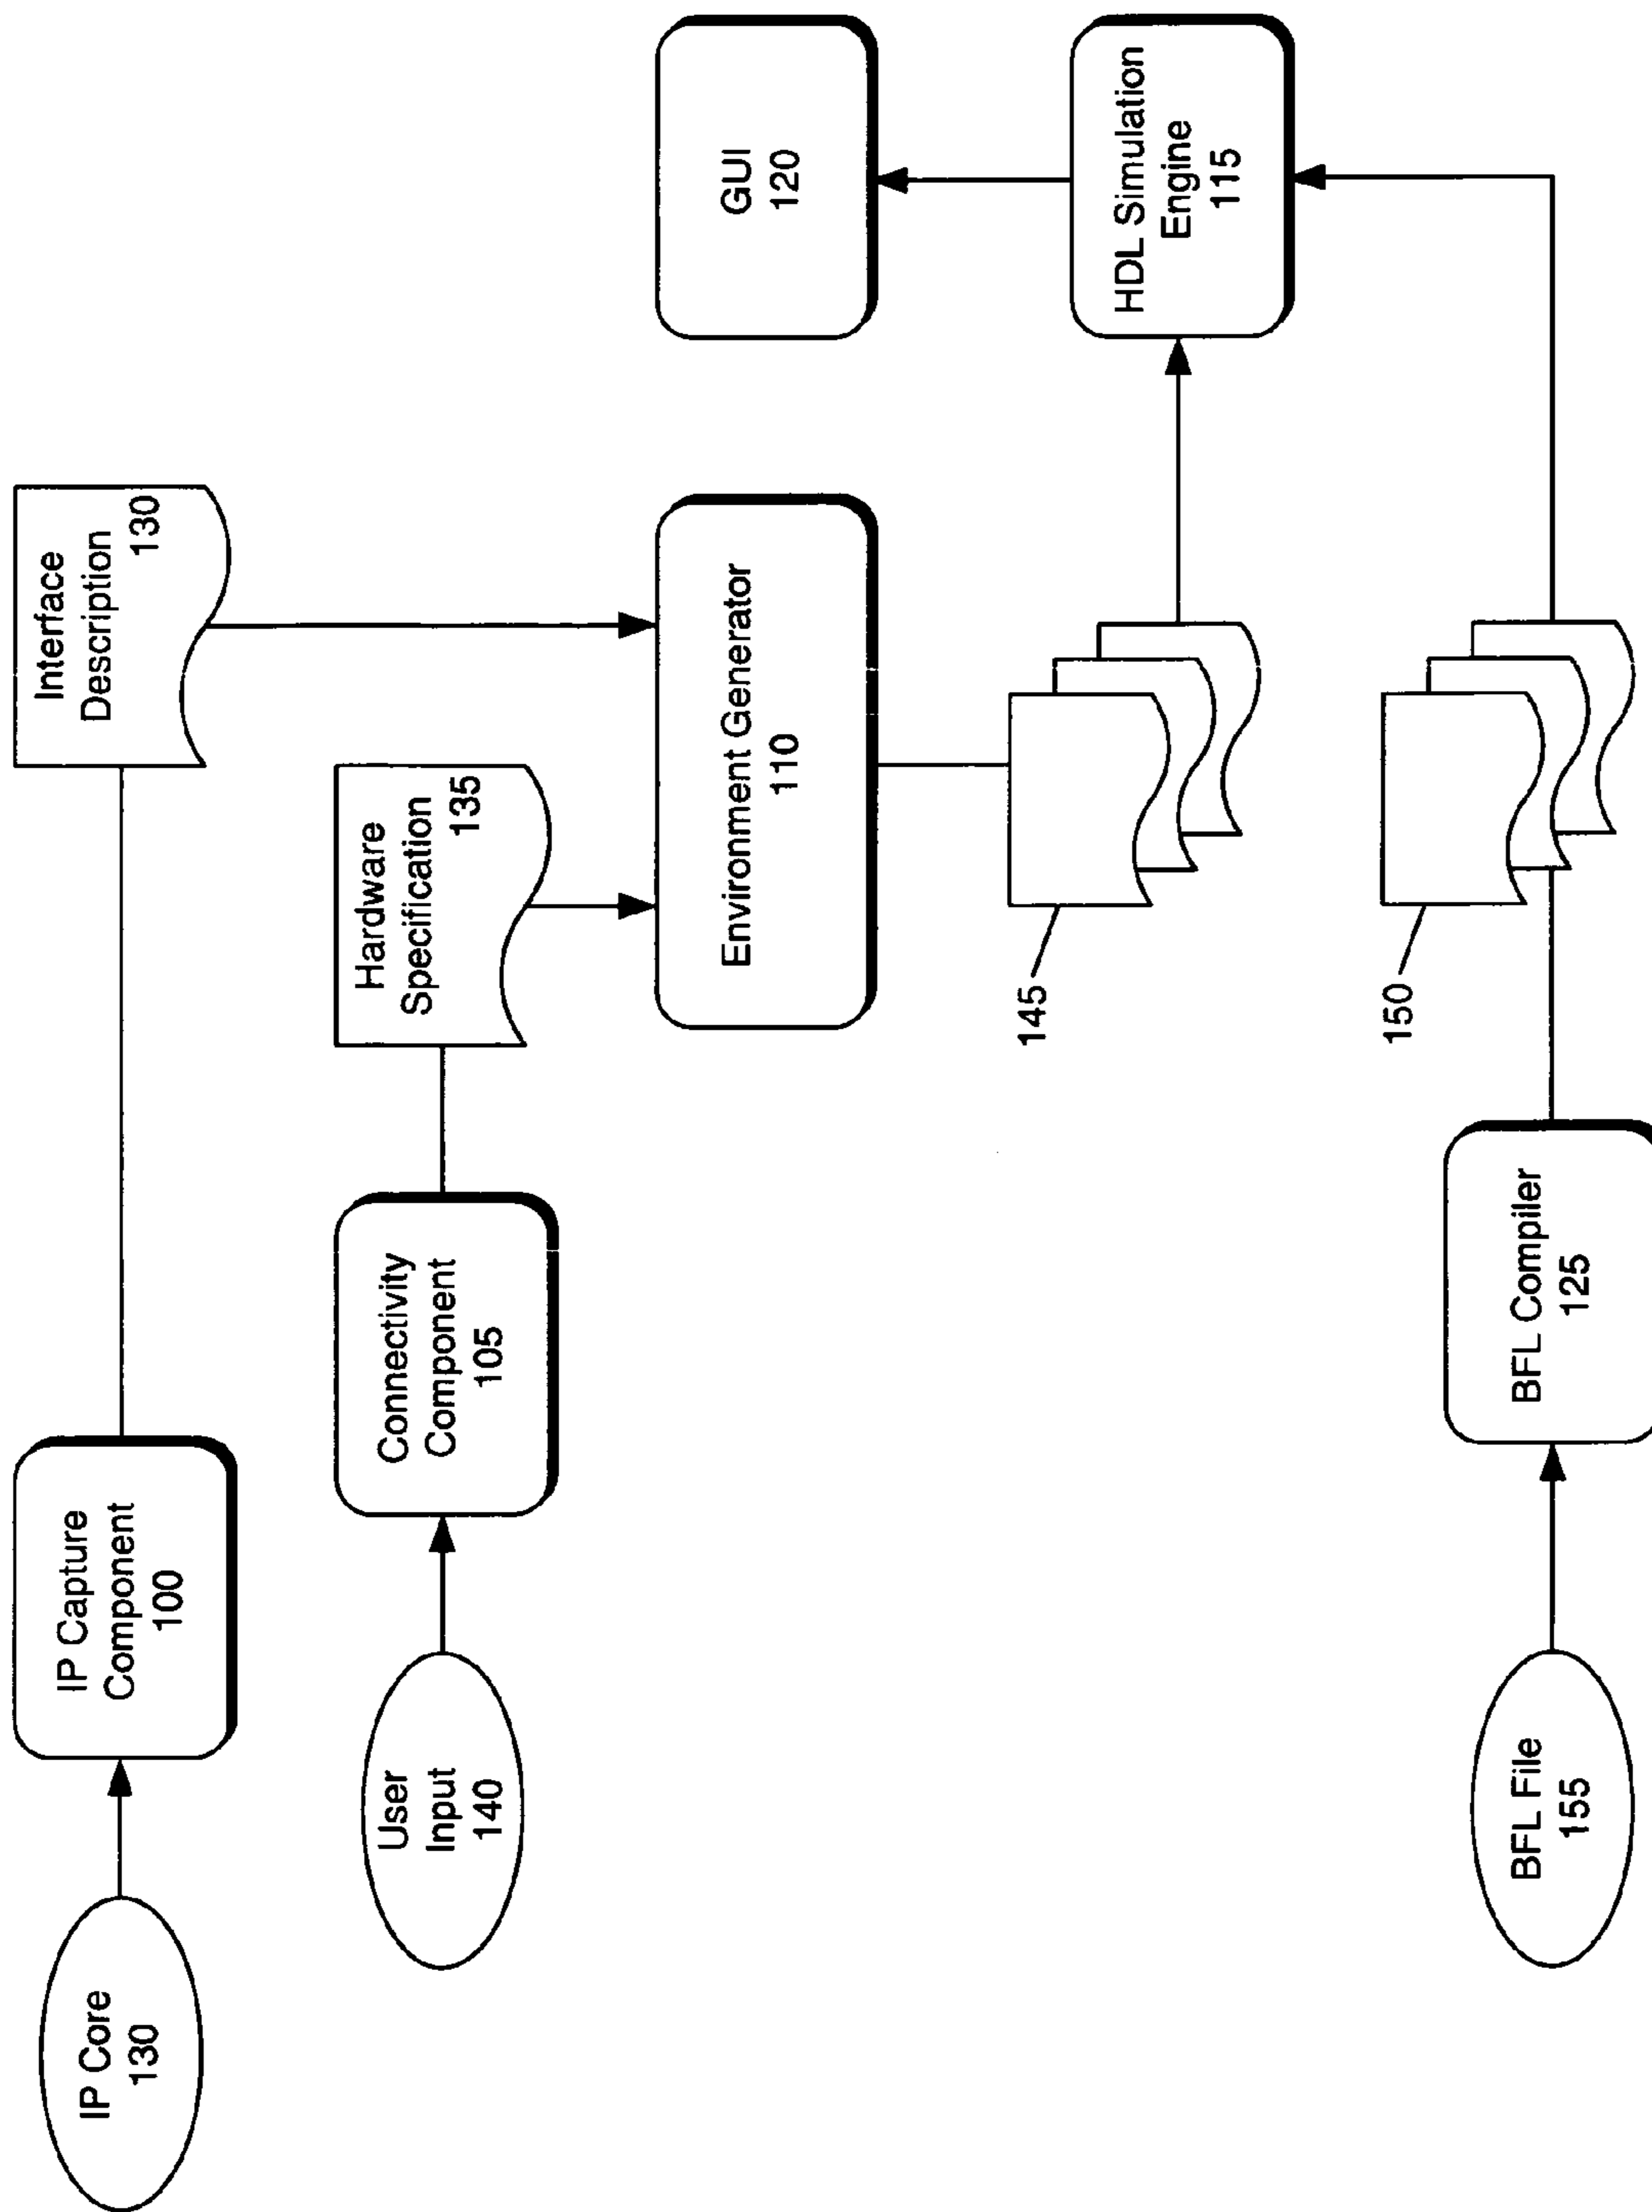 IP Core
130
IP Capture
Component
100
Interface
Description
130
User
Input
140
Connectivity
Component
105
Hardware
Specification
135
Environment Generator
110
GUI
120
145
HDL Simulation
Engine
115
150
BFL File
155
BFL Compiler
125